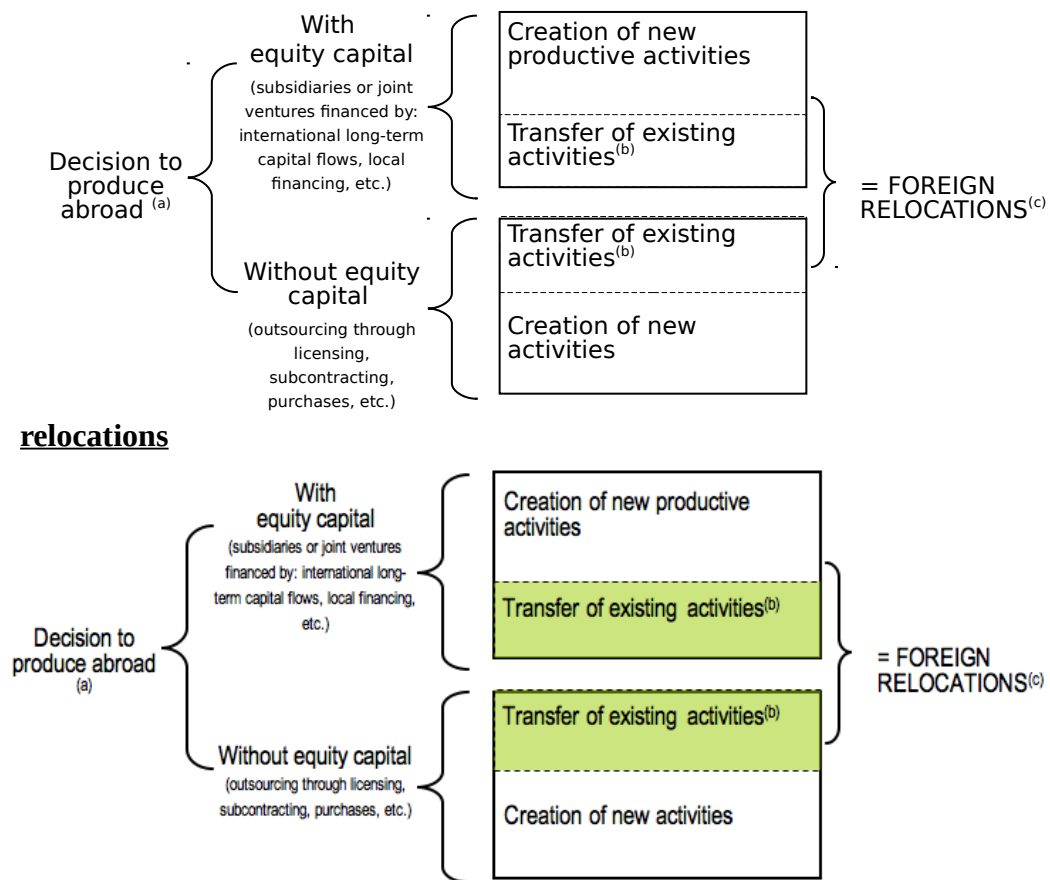 With
equity capital
(subsidiaries or joint
ventures financed by:
international long-term
capital flows, local
financing, etc.)
Creation of new
productive activities
Transfer of existing
activities(b)
Decision to
produce
abroad (a)
= FOREIGN
RELOCATIONS(c)
Without equity
capital
(outsourcing through
licensing,
subcontracting,
purchases, etc.)
Transfer of existing
activities(b)
Creation of new
activities
relocations
With
equity capital
(subsidiaries or joint ventures
financed by: international long-
term capital flows, local financing,
etc.)
Creation of new productive
activities
Transfer of existing activities(b)
Decision to
produce abroad
(a)
= FOREIGN
RELOCATIONS(c)
Without equity capital
(outsourcing through licensing,
subcontracting, purchases, etc.)
Transfer of existing activities(b)
Creation of new activities